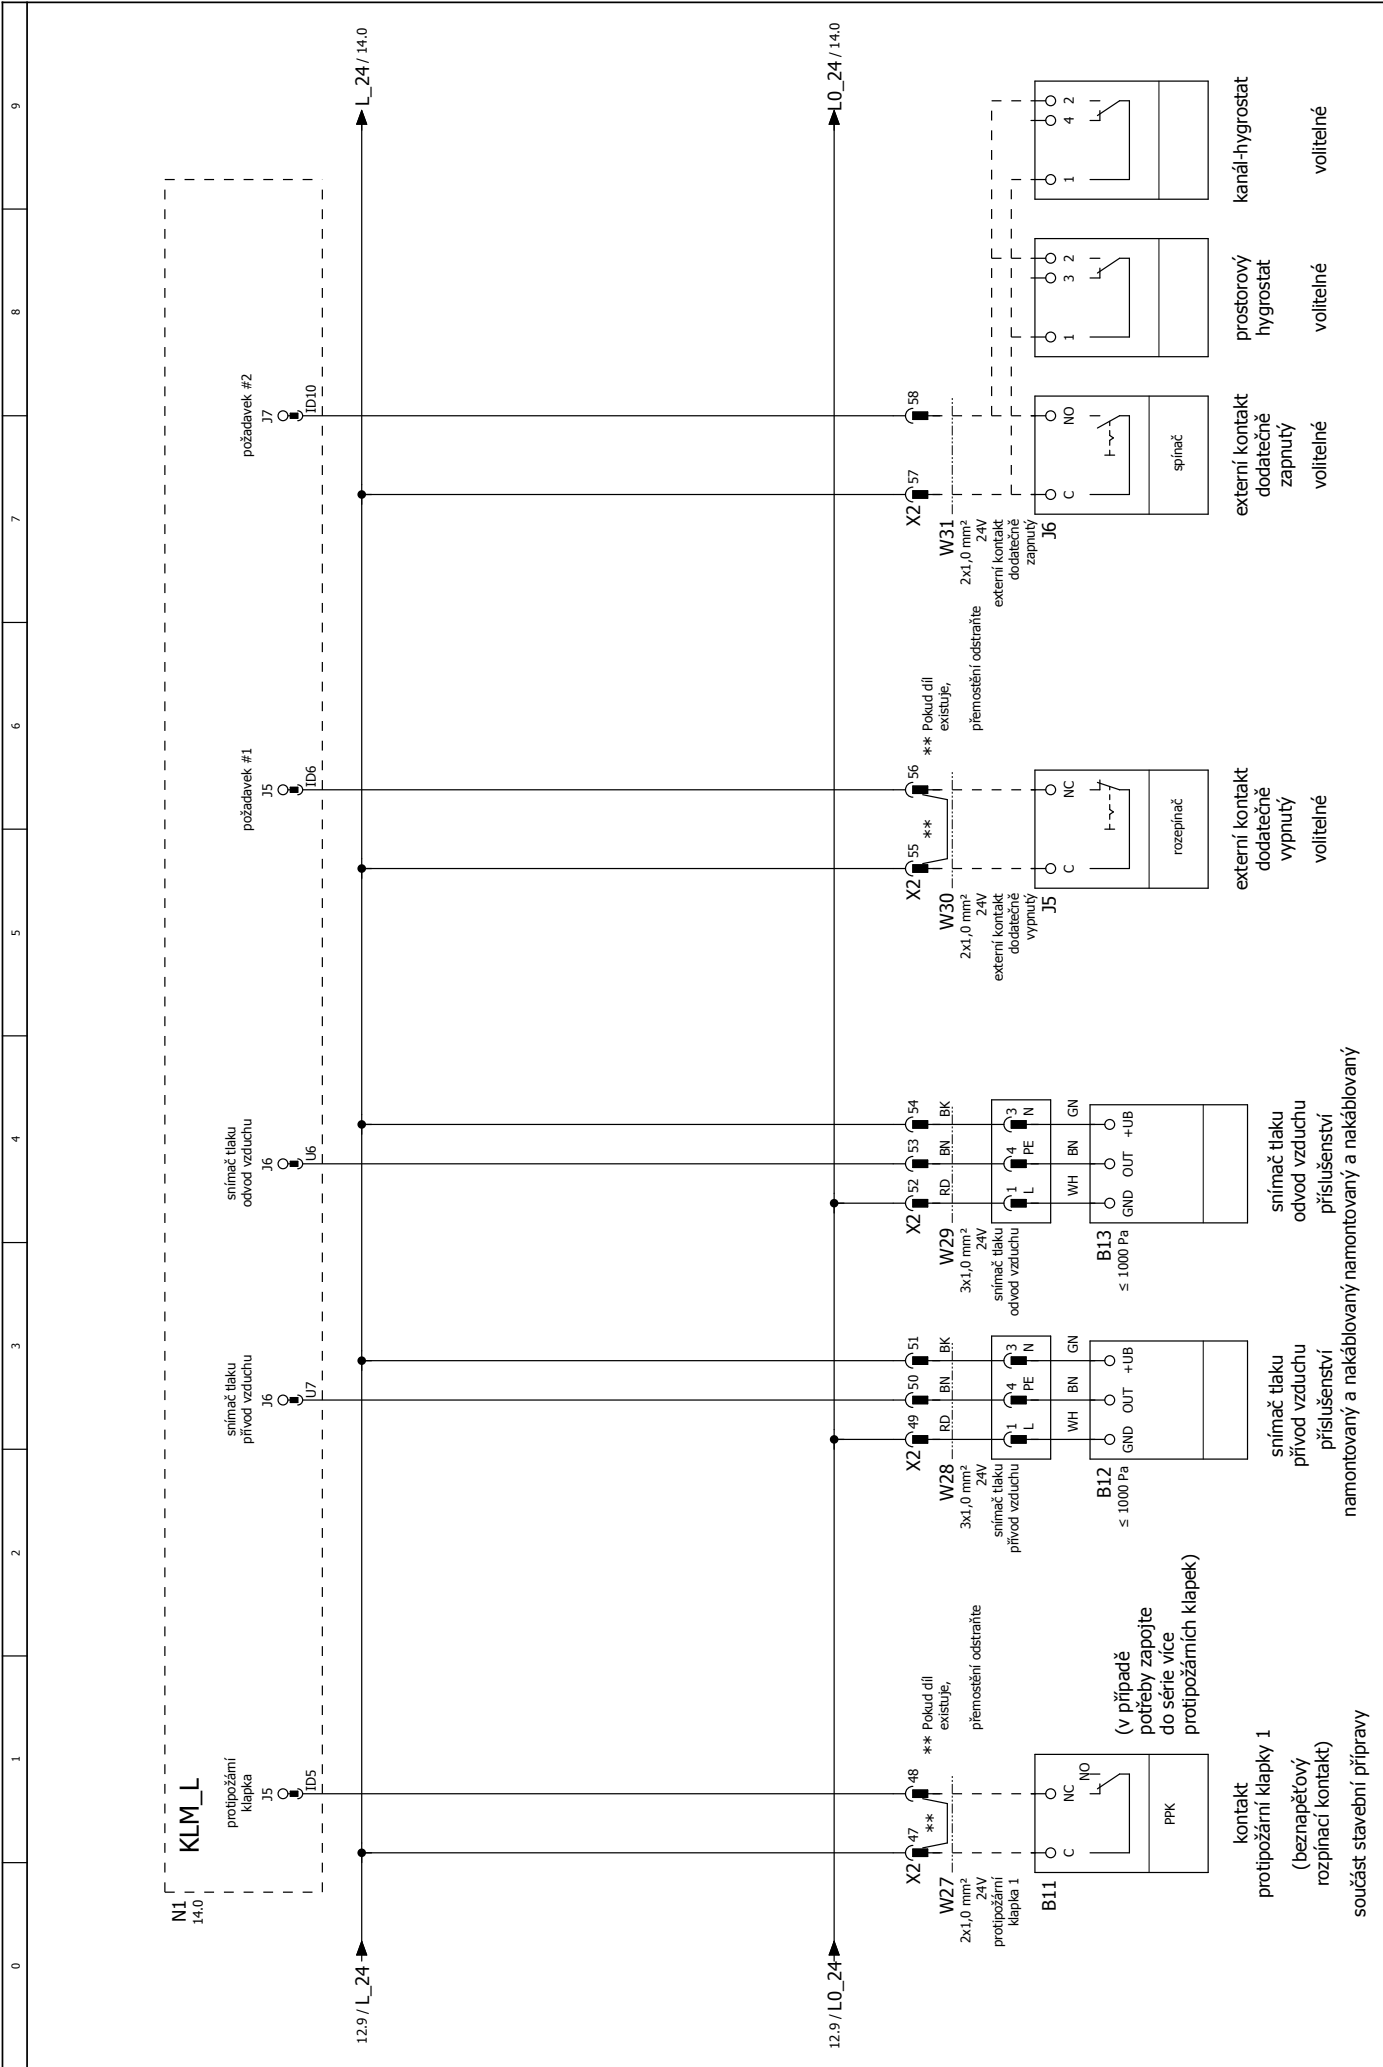 0
1
2
3
4
5
6
7
8
9
N1
14.0
KLM_L
protipožární
klapka
J5
ID5
snímač tlaku
přívod vzduchu
J6
U7
snímač tlaku
odvod vzduchu
J6
U6
požadavek #1
J5
ID6
požadavek #2
J7
ID10
12.9 / L_24
L_24 / 14.0
12.9 / L0_24
L0_24 / 14.0
X2
47
48
**
** Pokud díl
existuje,
přemostění odstraňte
W27
2x1,0 mm²
24V
protipožární
klapka 1
B11
C
NC
NO
PPK
(v případě
potřeby zapojte
do série více
protipožárních klapek)
kontakt
protipožární klapky 1
(beznapěťový
rozpínací kontakt)
součást stavební přípravy
X2
49
50
51
RD
BN
BK
W28
3x1,0 mm²
24V
snímač tlaku
přívod vzduchu
1
4
3
L
PE
N
WH
BN
GN
B12
≤ 1000 Pa
GND
OUT
+UB
snímač tlaku
přívod vzduchu
příslušenství
namontovaný a nakáblovaný
X2
52
53
54
RD
BN
BK
W29
3x1,0 mm²
24V
snímač tlaku
odvod vzduchu
1
4
3
L
PE
N
WH
BN
GN
B13
≤ 1000 Pa
GND
OUT
+UB
snímač tlaku
odvod vzduchu
příslušenství
namontovaný a nakáblovaný
X2
55
56
**
** Pokud díl
existuje,
přemostění odstraňte
W30
2x1,0 mm²
24V
externí kontakt
dodatečně
vypnutý
J5
C
NC
rozepínač
externí kontakt
dodatečně
vypnutý
volitelné
X2
57
58
W31
2x1,0 mm²
24V
externí kontakt
dodatečně
zapnutý
J6
C
NO
spínač
externí kontakt
dodatečně
zapnutý
volitelné
1
3
2
prostorový
hygrostat
volitelné
1
4
2
kanál-hygrostat
volitelné